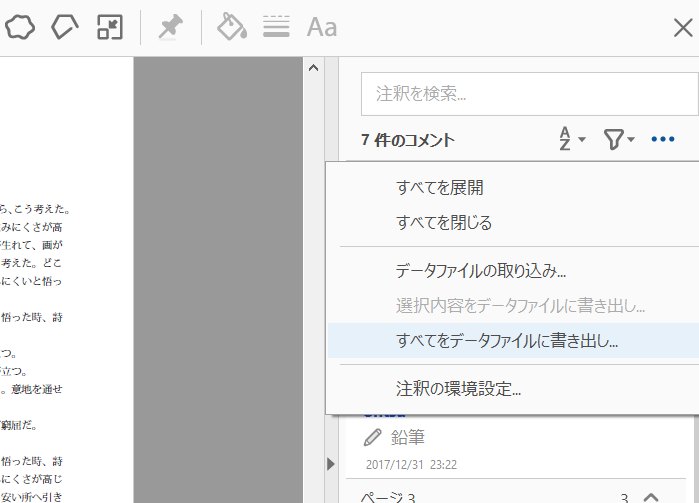 Aa
注釈を検索...
7 件のコメント
AZ
すべてを展開
すべてを閉じる
データファイルの取り込み...
選択内容をデータファイルに書き出し...
すべてをデータファイルに書き出し...
注釈の環境設定...
鉛筆
2017/12/31 23:22
ページ 3
3
ら、こう考えた。
みにくさが高
生れて、画が
考えた。どこ
にくいと悟っ
悟った時、詩
つ。
立つ。
。意地を通せ
窮屈だ。
悟った時、詩
にくさが高じ
安い所へ引き